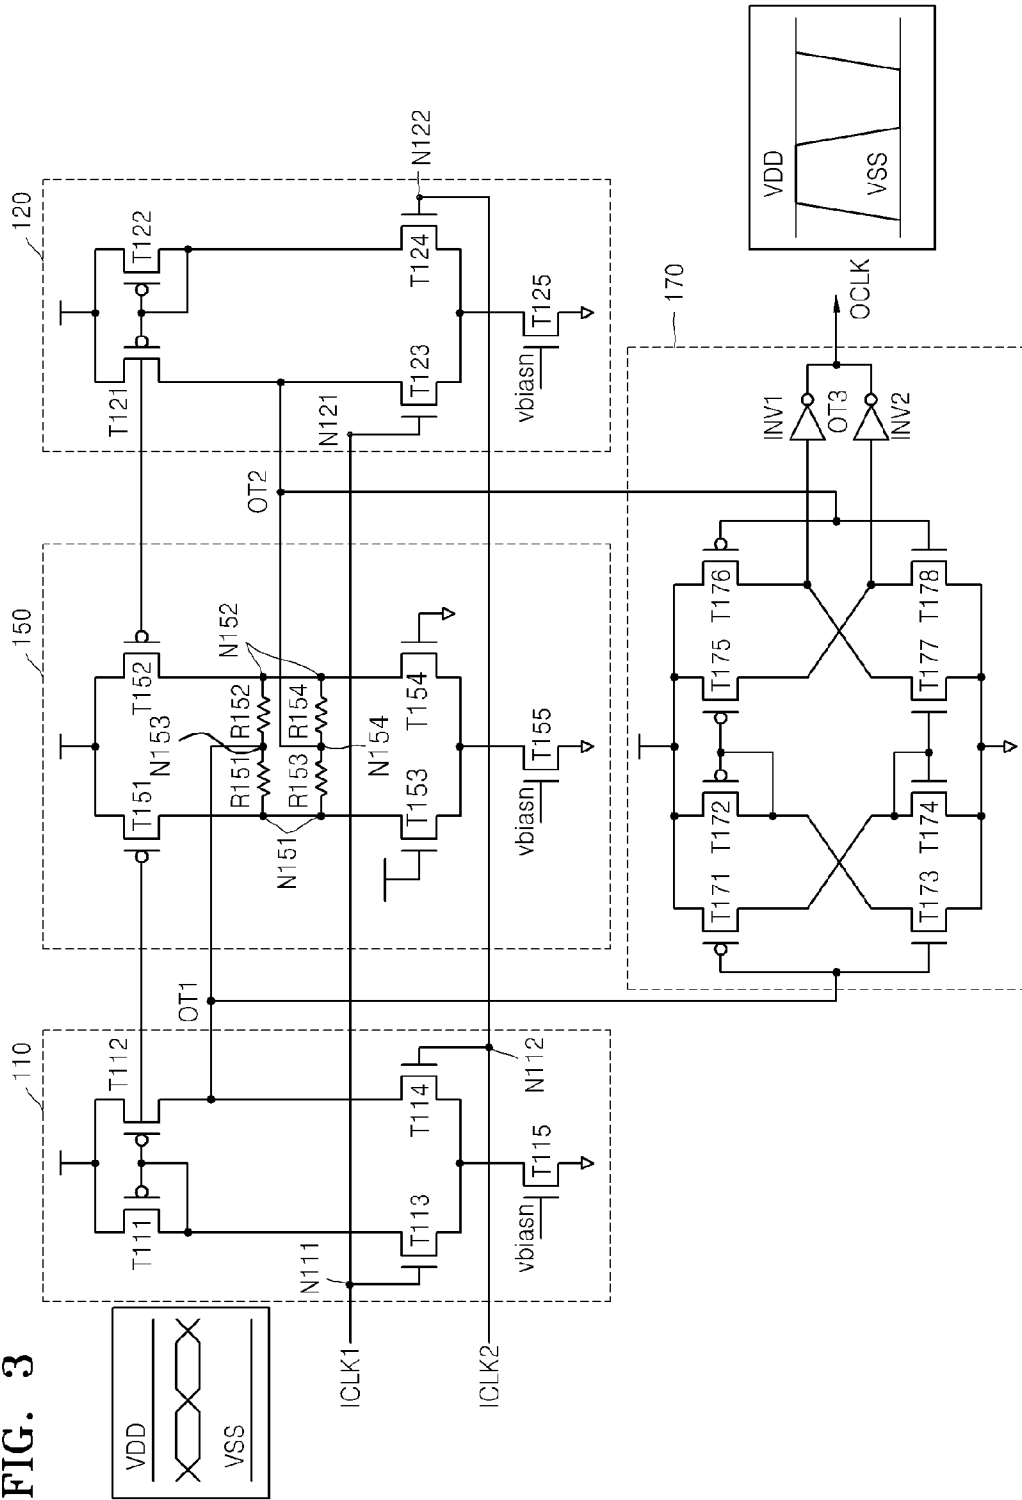 FIG. 3
VDD
VSS
ICLK1
ICLK2
110
T111
T112
N111
T113
T114
N112
vbiasn
T115
OT1
150
T151
T152
N153
N152
R151
R152
R153
R154
N151
N154
T153
T154
vbiasn
T155
OT2
120
T121
T122
N121
T123
T124
N122
vbiasn
T125
170
T171
T172
T175
T176
T173
T174
T177
T178
INV1
OT3
INV2
OCLK
VDD
VSS